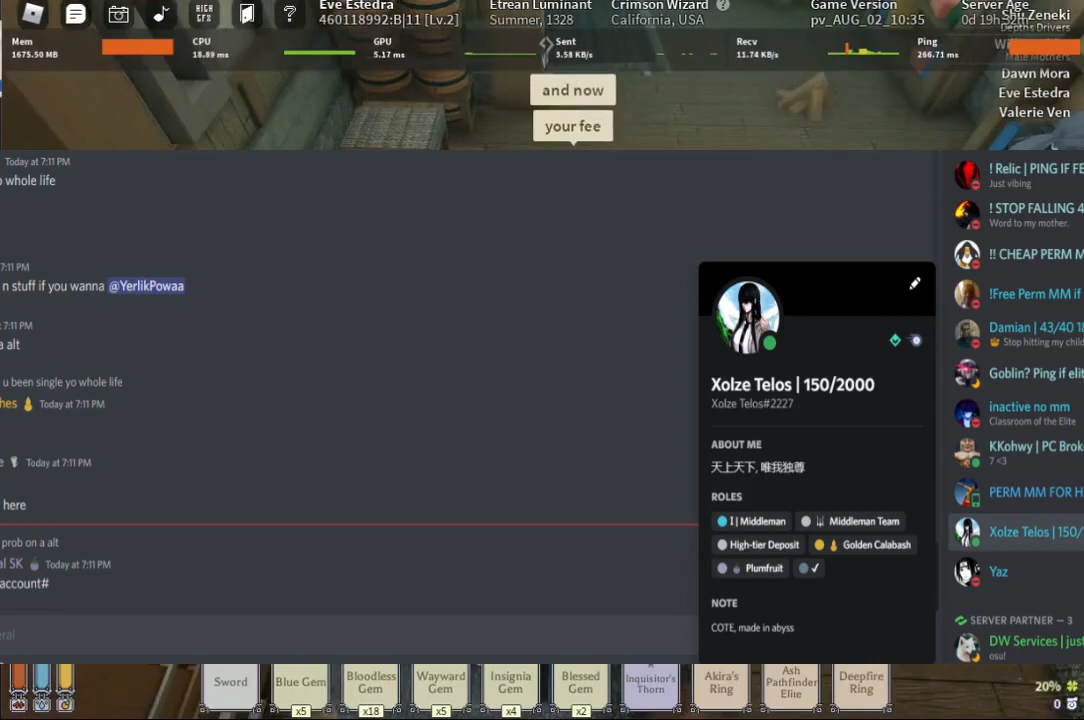 Eve Estedra
460118992:B|11 [Lv.2]
Etrean Luminant
Summer, 1328
Crimson Wizard ?
California, USA
Game Version
pv_AUG_02_10:35
Server Age
HIGH
GFX
?
Shu Zeneki
Depths Drivers
Mem
1675.50 MB
CPU
18.89 ms
GPU
5.17 ms
Sent
3.58 KB/s
Recv
11.74 KB/s
Ping
266.71 ms
Male Mothers
Dawn Mora
Eve Estedra
Valerie Ven
and now
your fee
Today at 7:11 PM
o whole life
7:11 PM
n stuff if you wanna @YerlikPowaa
t 7:11 PM
a alt
u been single yo whole life
hes Today at 7:11 PM
e Today at 7:11 PM
here
prob on a alt
al SK Today at 7:11 PM
account#
eral
Xolze Telos | 150/2000
Xolze Telos#2227
ABOUT ME
天上天下, 唯我独尊
ROLES
I | Middleman
Middleman Team
High-tier Deposit
Golden Calabash
Plumfruit
✓
NOTE
COTE, made in abyss
! Relic | PING IF FE
Just vibing
! STOP FALLING 4
Word to my mother.
!! CHEAP PERM M
!Free Perm MM if
Damian | 43/40 18
Stop hitting my child
Goblin? Ping if elit
inactive no mm
Classroom of the Elite
KKohwy | PC Brok
7 <3
PERM MM FOR H
Xolze Telos | 150/
Yaz
SERVER PARTNER — 3
DW Services | just
osu!
Sword
Blue Gem
x5
Bloodless
Gem
x18
Wayward
Gem
x5
Insignia
Gem
x4
Blessed
Gem
x2
Inquisitor's
Thorn
Akira's
Ring
Ash
Pathfinder
Elite
Deepfire
Ring
20%
0